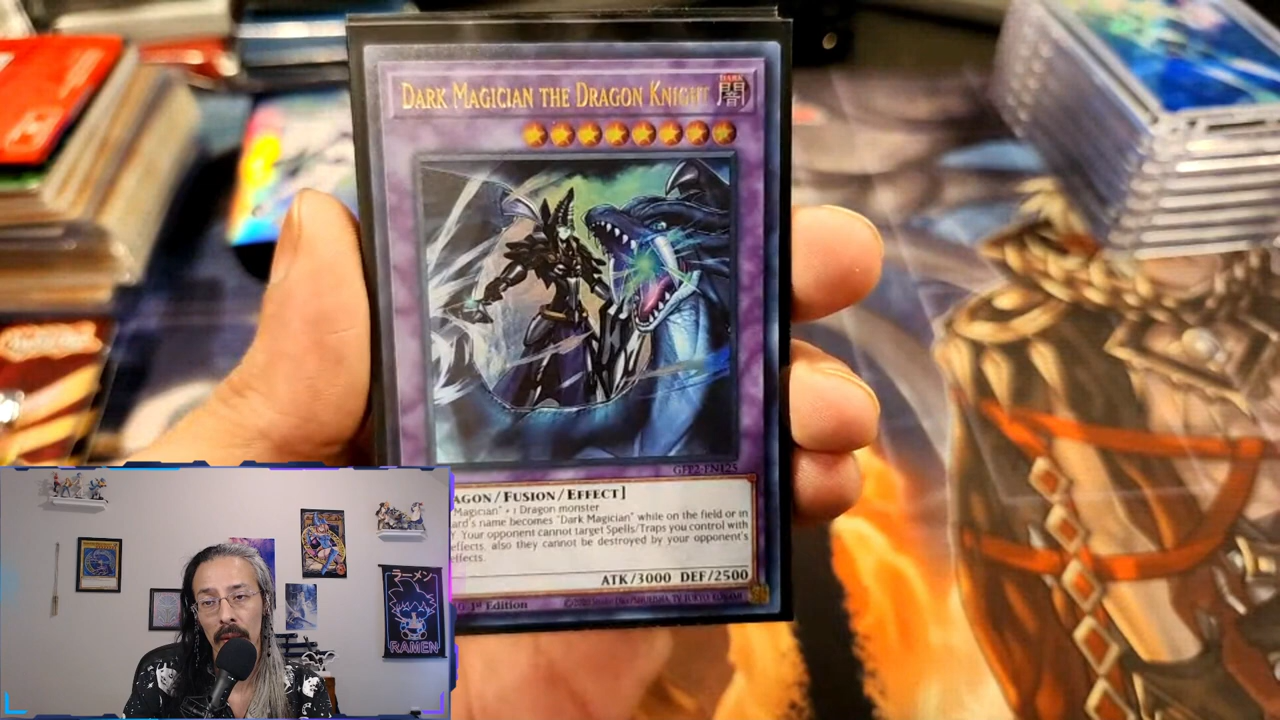 DARK MAGICIAN THE DRAGON KNIGHT
DARK
闇
GFP2-EN125
AGON/FUSION/EFFECT]
Magician" + 1 Dragon monster
ard's name becomes "Dark Magician" while on the field or in
Y. Your opponent cannot target Spells/Traps you control with
effects, also they cannot be destroyed by your opponent's
effects.
ATK/3000 DEF/2500
1st Edition
ラーメン
RAMEN